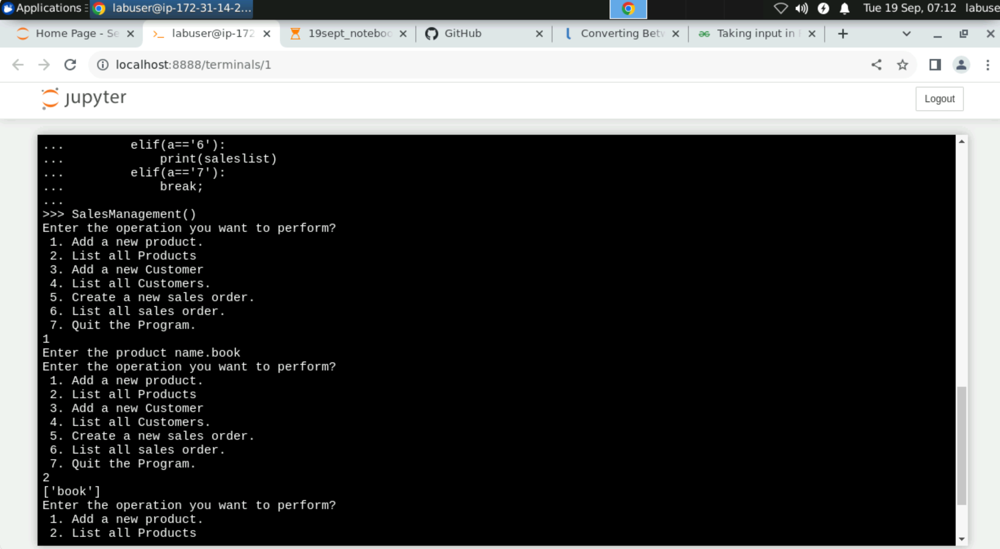 Applications labuser@ip-172-31-14-2... Tue 19 Sep, 07:12 labuse
Home Page - Se labuser@ip-172 19sept_noteboo GitHub Converting Betw Taking input in
localhost:8888/terminals/1
jupyter Logout
... elif(a=='6'):
... print(saleslist)
... elif(a=='7'):
... break;
...
>>> SalesManagement()
Enter the operation you want to perform?
1. Add a new product.
2. List all Products
3. Add a new Customer
4. List all Customers.
5. Create a new sales order.
6. List all sales order.
7. Quit the Program.
1
Enter the product name.book
Enter the operation you want to perform?
1. Add a new product.
2. List all Products
3. Add a new Customer
4. List all Customers.
5. Create a new sales order.
6. List all sales order.
7. Quit the Program.
2
['book']
Enter the operation you want to perform?
1. Add a new product.
2. List all Products